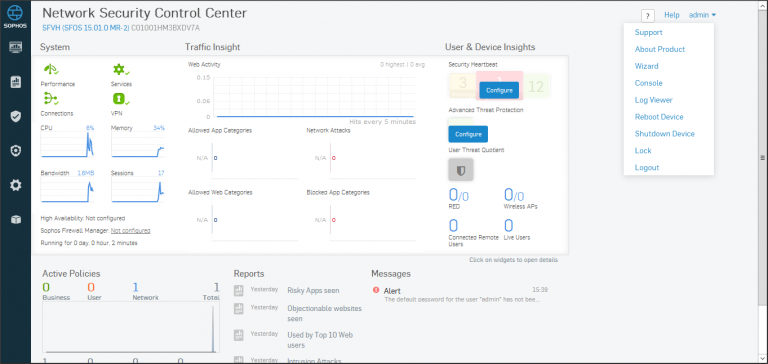 SOPHOS
Network Security Control Center
SFVH (SFOS 15.01.0 MR-2) C01001HM3BXDV7A
? Help admin
Support
About Product
Wizard
Console
Log Viewer
Reboot Device
Shutdown Device
Lock
Logout
System
Performance
Services
Connections
VPN
CPU 6%
Memory 34%
Bandwidth 1.6MB
Sessions 17
High Availability: Not configured
Sophos Firewall Manager: Not configured
Running for 0 day, 0 hour, 2 minutes
Traffic Insight
Web Activity 0 highest | 0 avg
0.13
0.06
0
Hits every 5 minutes
Allowed App Categories
N/A 0
Network Attacks
N/A 0
Allowed Web Categories
N/A 0
Blocked App Categories
N/A 0
User & Device Insights
Security Heartbeat
3 1 12
Configure
Advanced Threat Protection
Configure
User Threat Quotient
0/0
RED
0/0
Wireless APs
0
Connected Remote
Users
0
Live Users
Click on widgets to open details
Active Policies
0
Business
0
User
1
Network
1
Total
Reports
Yesterday Risky Apps seen
Yesterday Objectionable websites
seen
Yesterday Used by Top 10 Web
users
Yesterday Intrusion Attacks
Messages
Alert 15:39
The default password for the user "admin" has not bee...